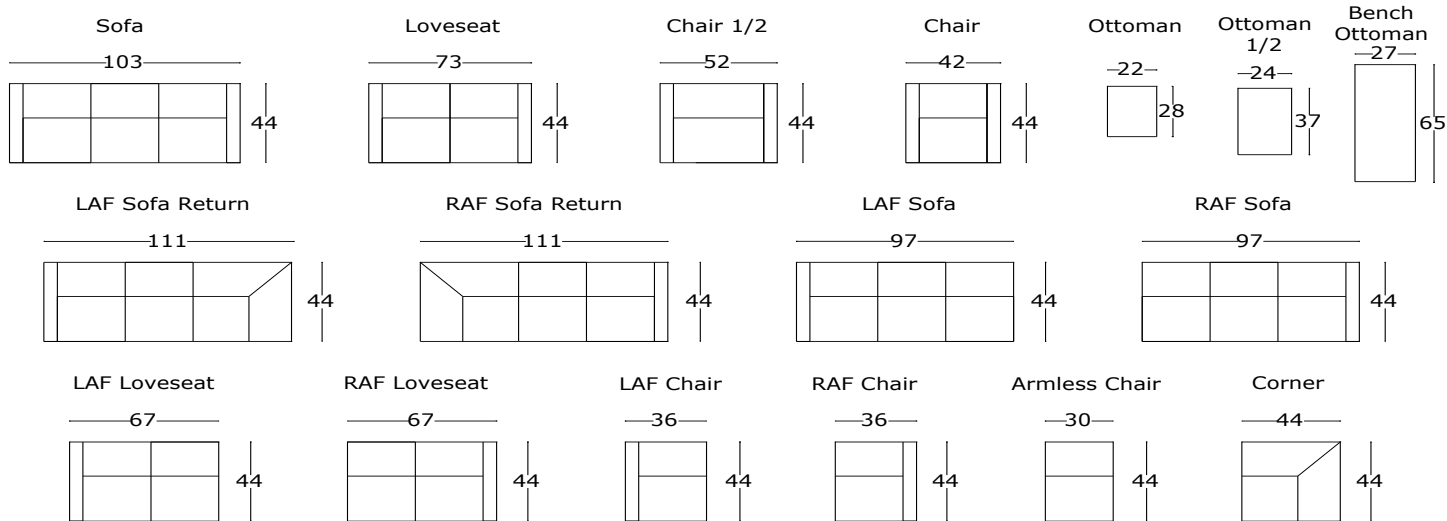 Sofa
103
44
Loveseat
73
44
Chair 1/2
52
44
Chair
42
44
Ottoman
22
28
Ottoman
1/2
24
37
Bench
Ottoman
27
65
LAF Sofa Return
111
44
RAF Sofa Return
111
44
LAF Sofa
97
44
RAF Sofa
97
44
LAF Loveseat
67
44
RAF Loveseat
67
44
LAF Chair
36
44
RAF Chair
36
44
Armless Chair
30
44
Corner
44
44